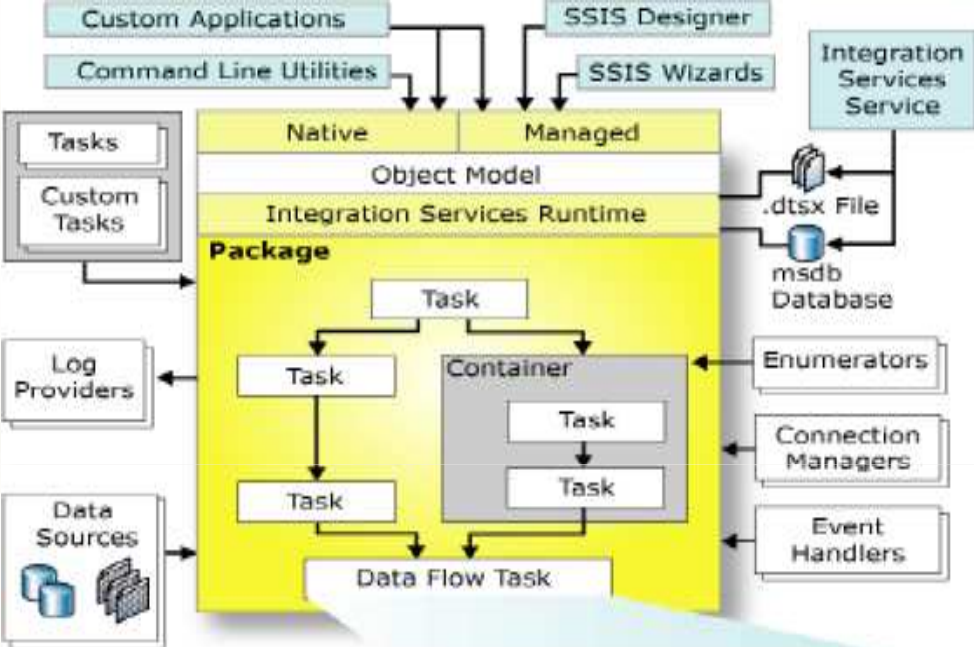 Custom Applications
SSIS Designer
Command Line Utilities
SSIS Wizards
Integration
Services
Service
Tasks
Custom
Tasks
Native
Managed
Object Model
Integration Services Runtime
.dtsx File
msdb
Database
Package
Task
Log
Providers
Task
Container
Enumerators
Task
Connection
Managers
Task
Task
Data
Sources
Event
Handlers
Data Flow Task